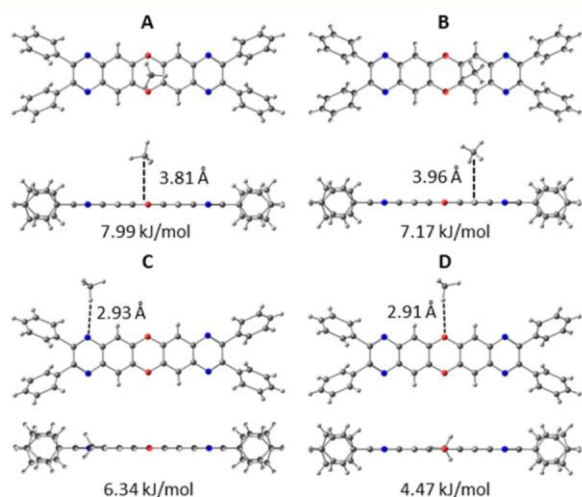 A
B
3.81 Å
3.96 Å
7.99 kJ/mol
7.17 kJ/mol
C
D
2.93 Å
2.91 Å
6.34 kJ/mol
4.47 kJ/mol